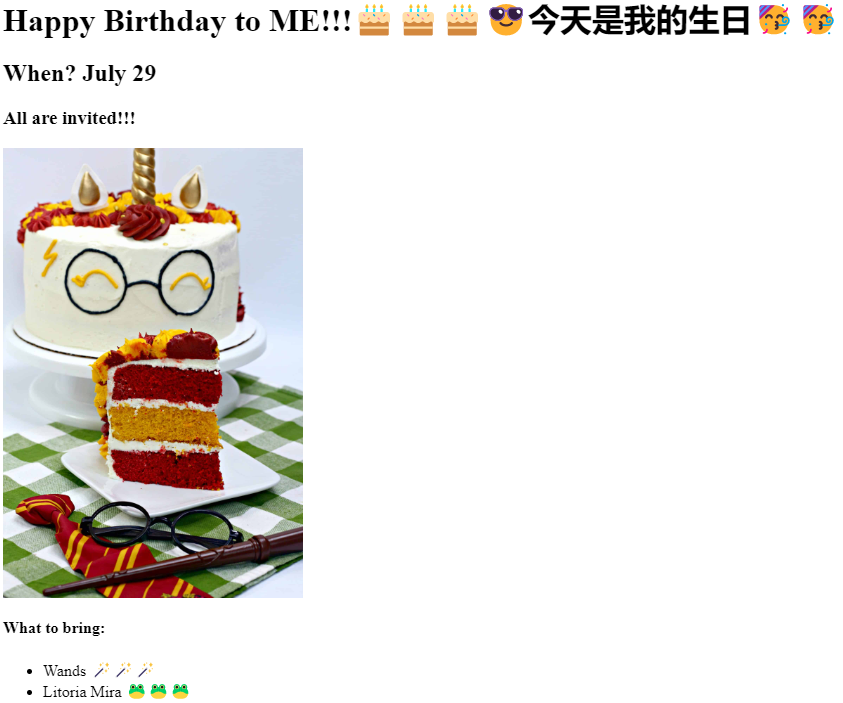 Happy Birthday to ME!!!🎂🎂🎂😎今天是我的生日🥳🥳
When? July 29
All are invited!!!
What to bring:
• Wands 🪄🪄🪄
• Litoria Mira 🐸🐸🐸